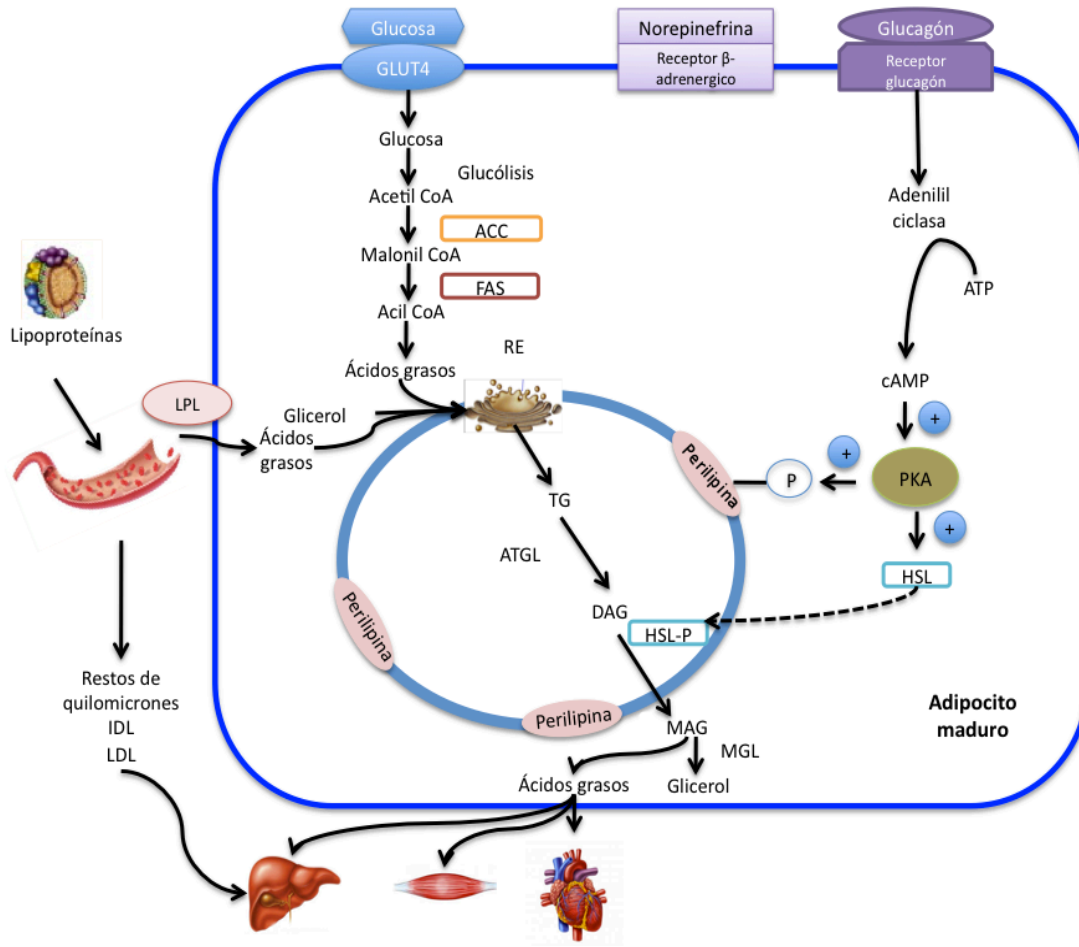 Glucosa
GLUT4
Norepinefrina
Receptor β-
adrenergico
Glucagón
Receptor
glucagón
Glucosa
Glucólisis
Acetil CoA
ACC
Malonil CoA
FAS
Acil CoA
Ácidos grasos
RE
Adenilil
ciclasa
ATP
cAMP
+
PKA
+
P
+
HSL
Lipoproteínas
LPL
Glicerol
Ácidos
grasos
Perilipina
TG
ATGL
DAG
HSL-P
Perilipina
Perilipina
MAG
MGL
Ácidos grasos
Glicerol
Adipocito
maduro
Restos de
quilomicrones
IDL
LDL